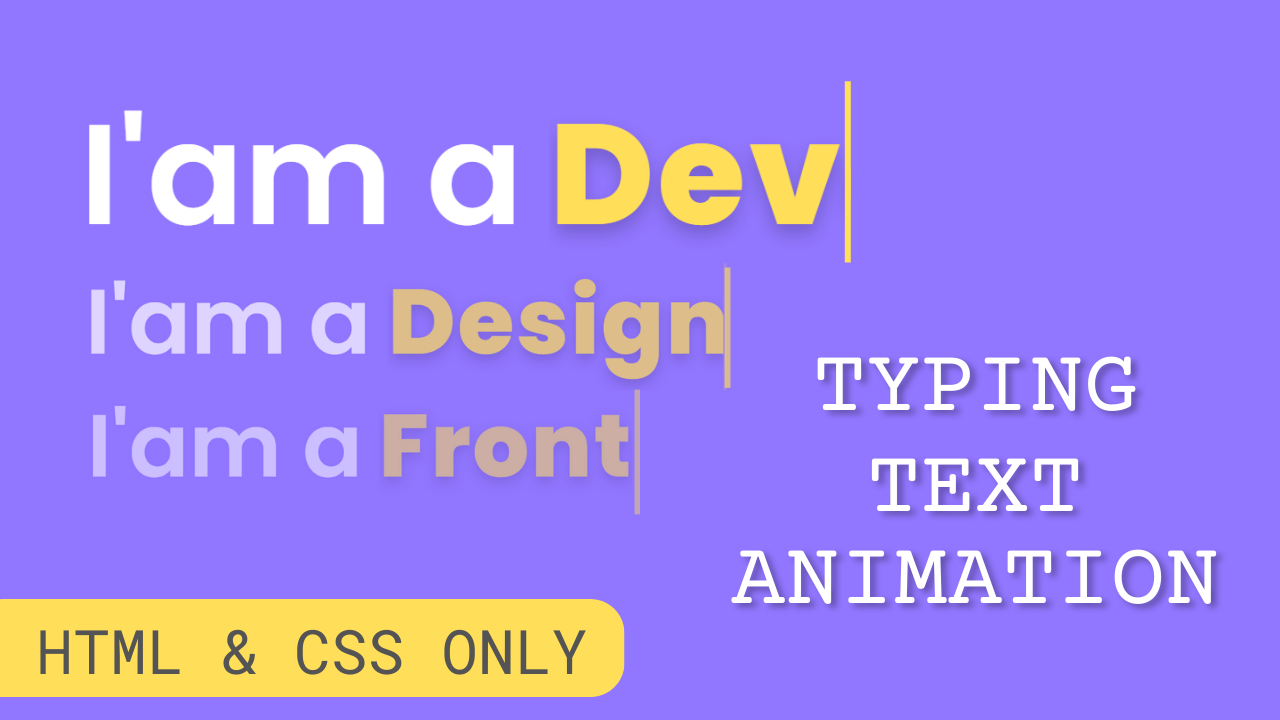 I'am a Dev
I'am a Design
I'am a Front
TYPING
TEXT
ANIMATION
HTML & CSS ONLY